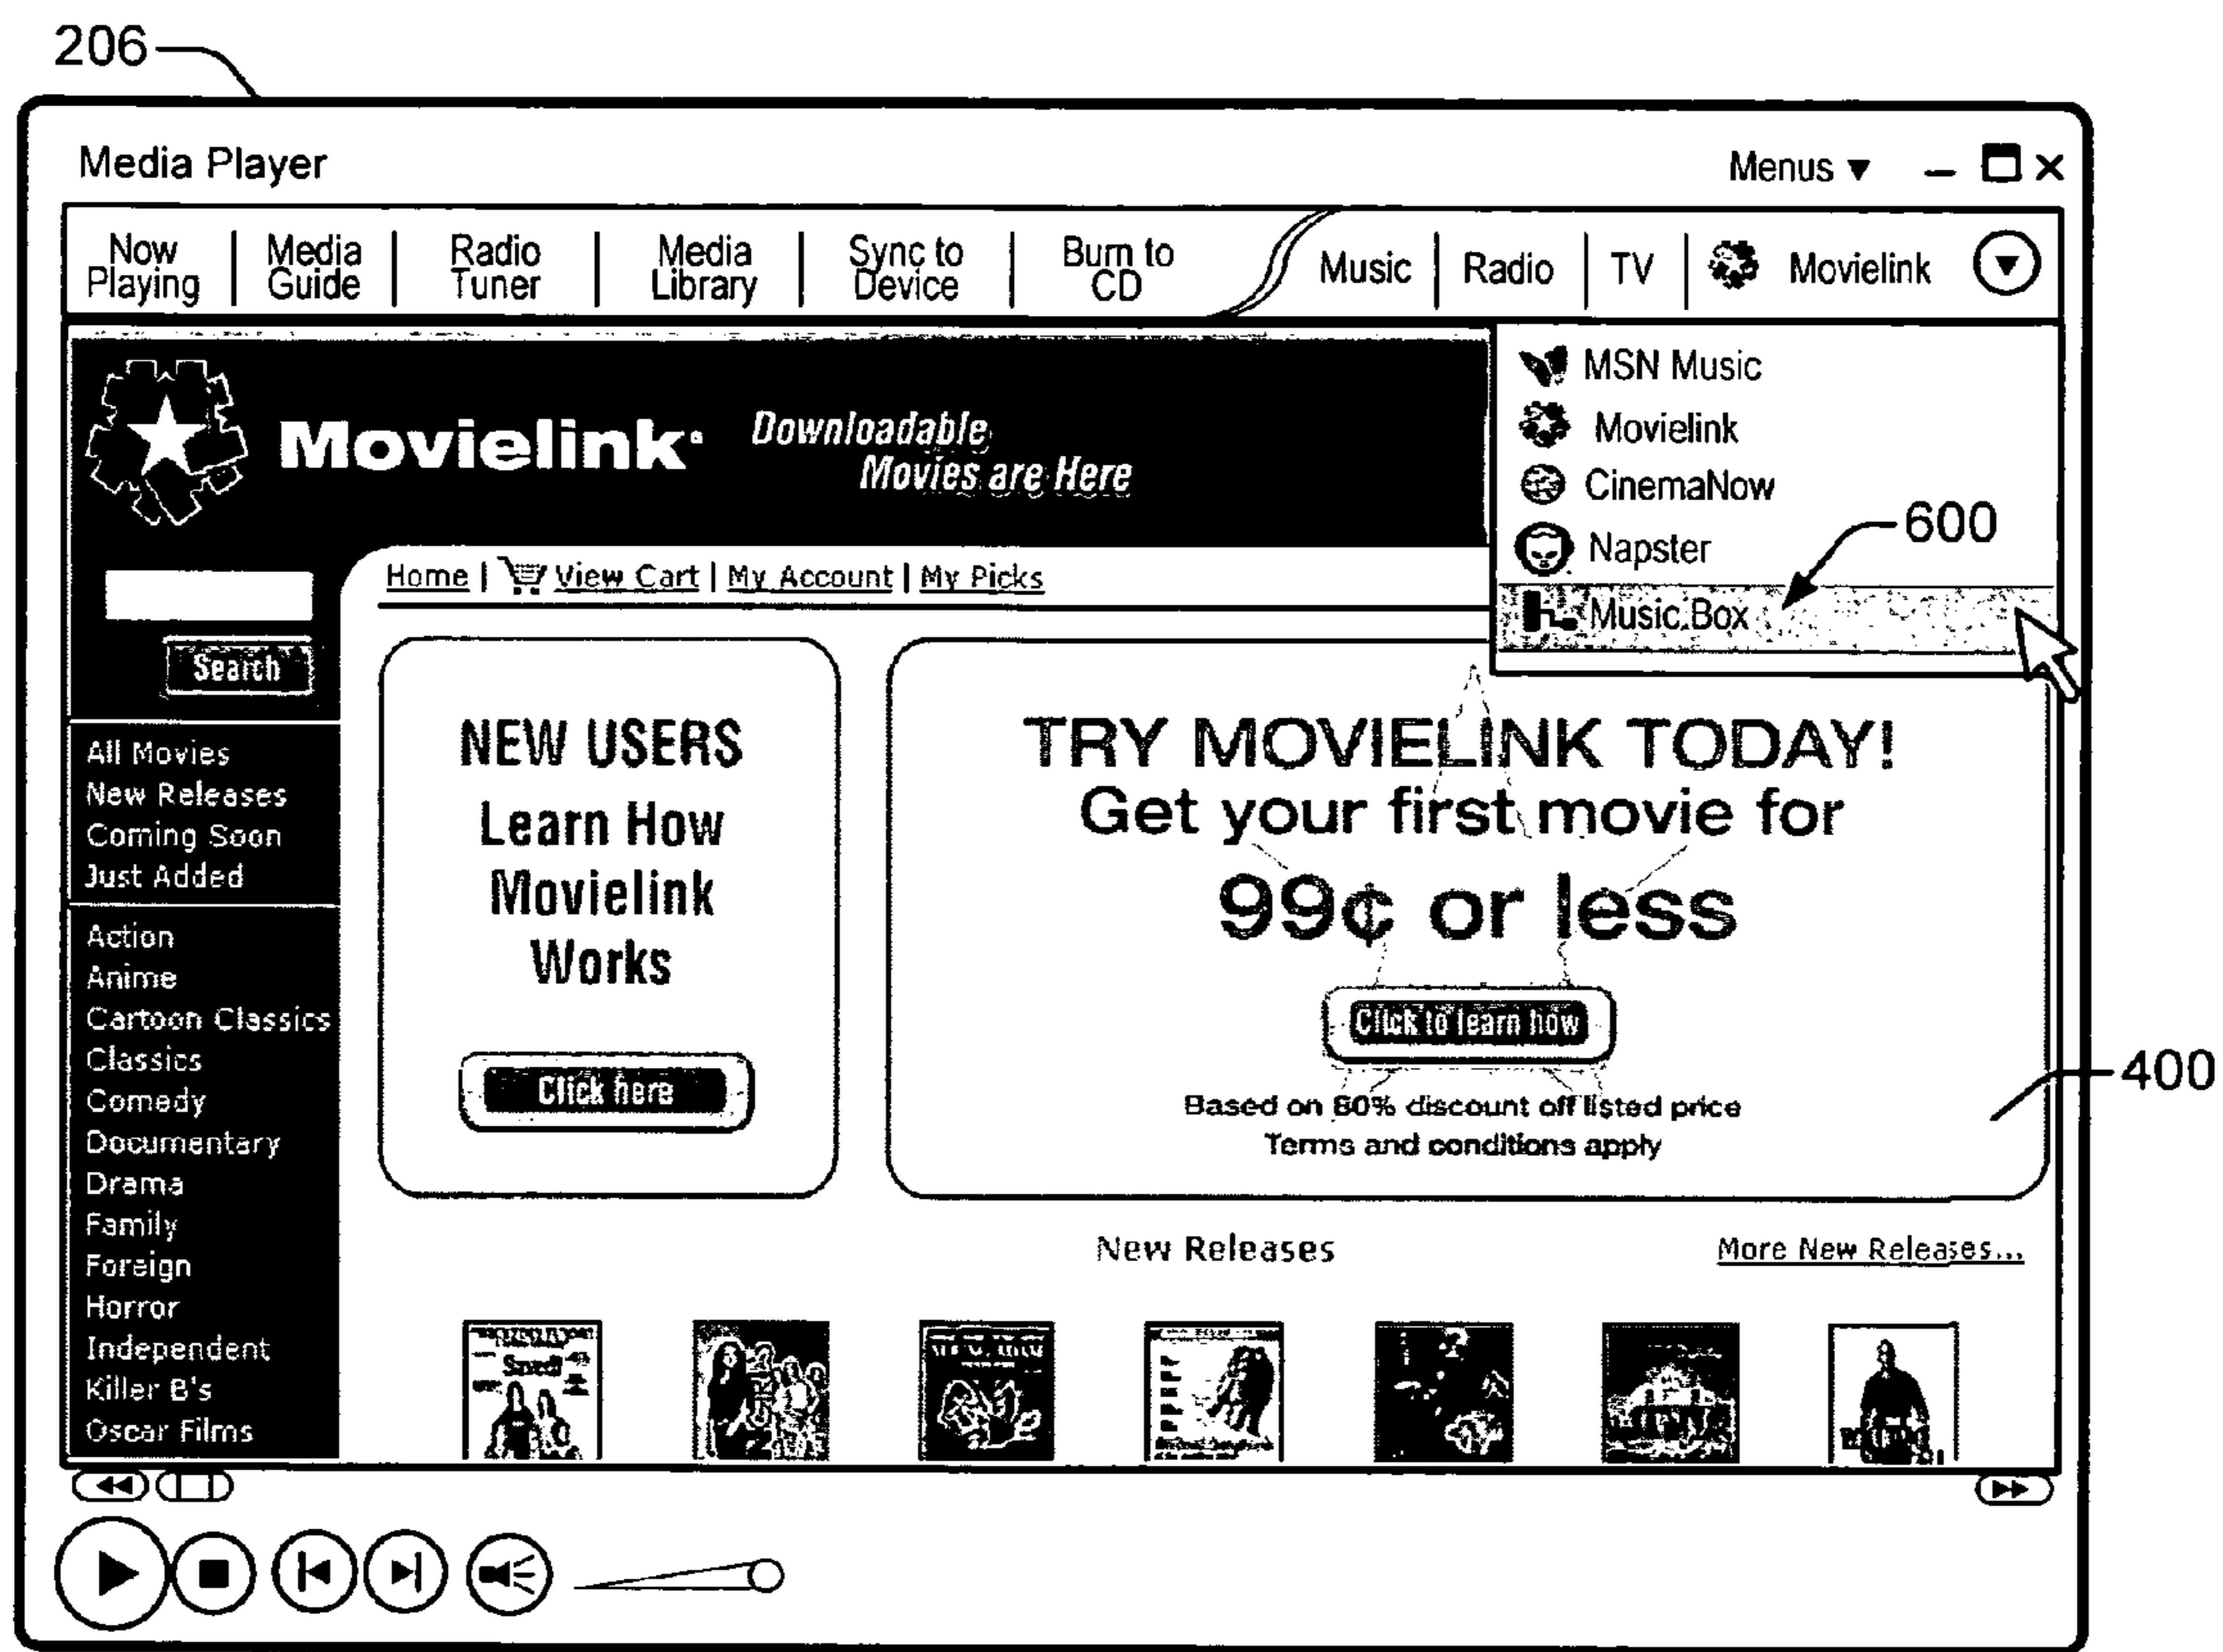 206
Media Player
Menus ▼
Now Playing | Media Guide | Radio Tuner | Media Library | Sync to Device | Burn to CD
Music | Radio | TV | Movielink
MSN Music
Movielink
CinemaNow
Napster
Music Box
600
Movielink
Downloadable
Movies are Here
Home | View Cart | My Account | My Picks
Search
All Movies
New Releases
Coming Soon
Just Added
Action
Anime
Cartoon Classics
Classics
Comedy
Documentary
Drama
Family
Foreign
Horror
Independent
Killer B's
Oscar Films
NEW USERS
Learn How
Movielink
Works
Click here
TRY MOVIELINK TODAY!
Get your first movie for
99¢ or less
Click to learn how
Based on 80% discount off listed price
Terms and conditions apply
400
New Releases
More New Releases...